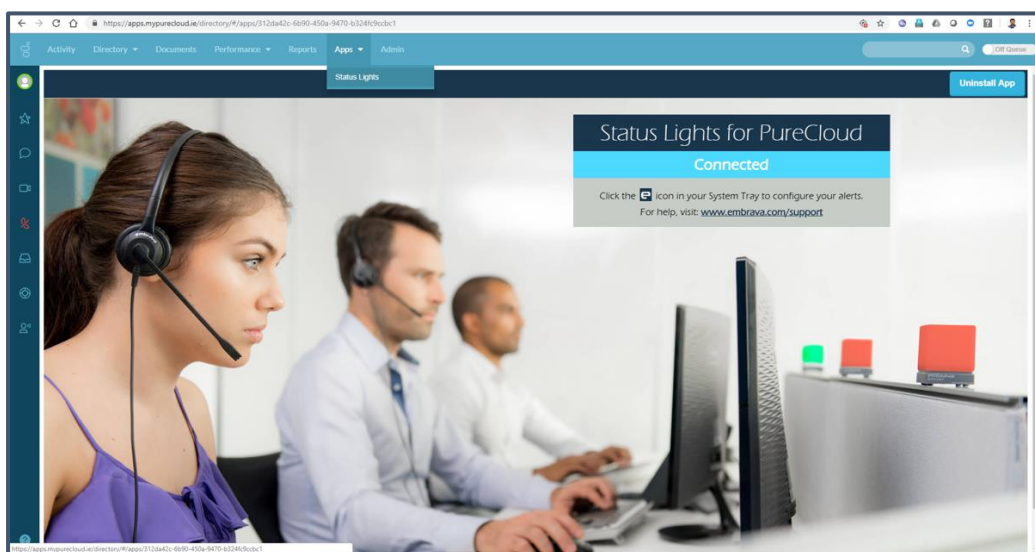 https://apps.mypurecloud.ie/directory/#/apps/312da42c-6b90-450a-9470-b324fc9ccbc1
Activity Directory Documents Performance Reports Apps Admin Off Queue
Status Lights
Uninstall App
Status Lights for PureCloud
Connected
Click the e icon in your System Tray to configure your alerts.
For help, visit: www.embrava.com/support
https://apps.mypurecloud.ie/directory/#/apps/312da42c-6b90-450a-9470-b324fc9ccbc1